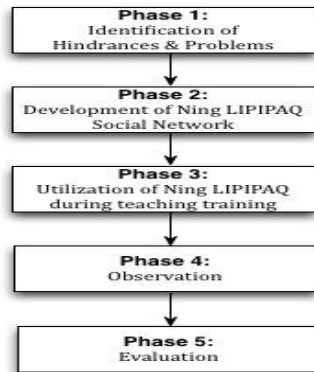 Phase 1:
Identification of
Hindrances & Problems
Phase 2:
Development of Ning LIPIPAQ
Social Network
Phase 3:
Utilization of Ning LIPIPAQ
during teaching training
Phase 4:
Observation
Phase 5:
Evaluation